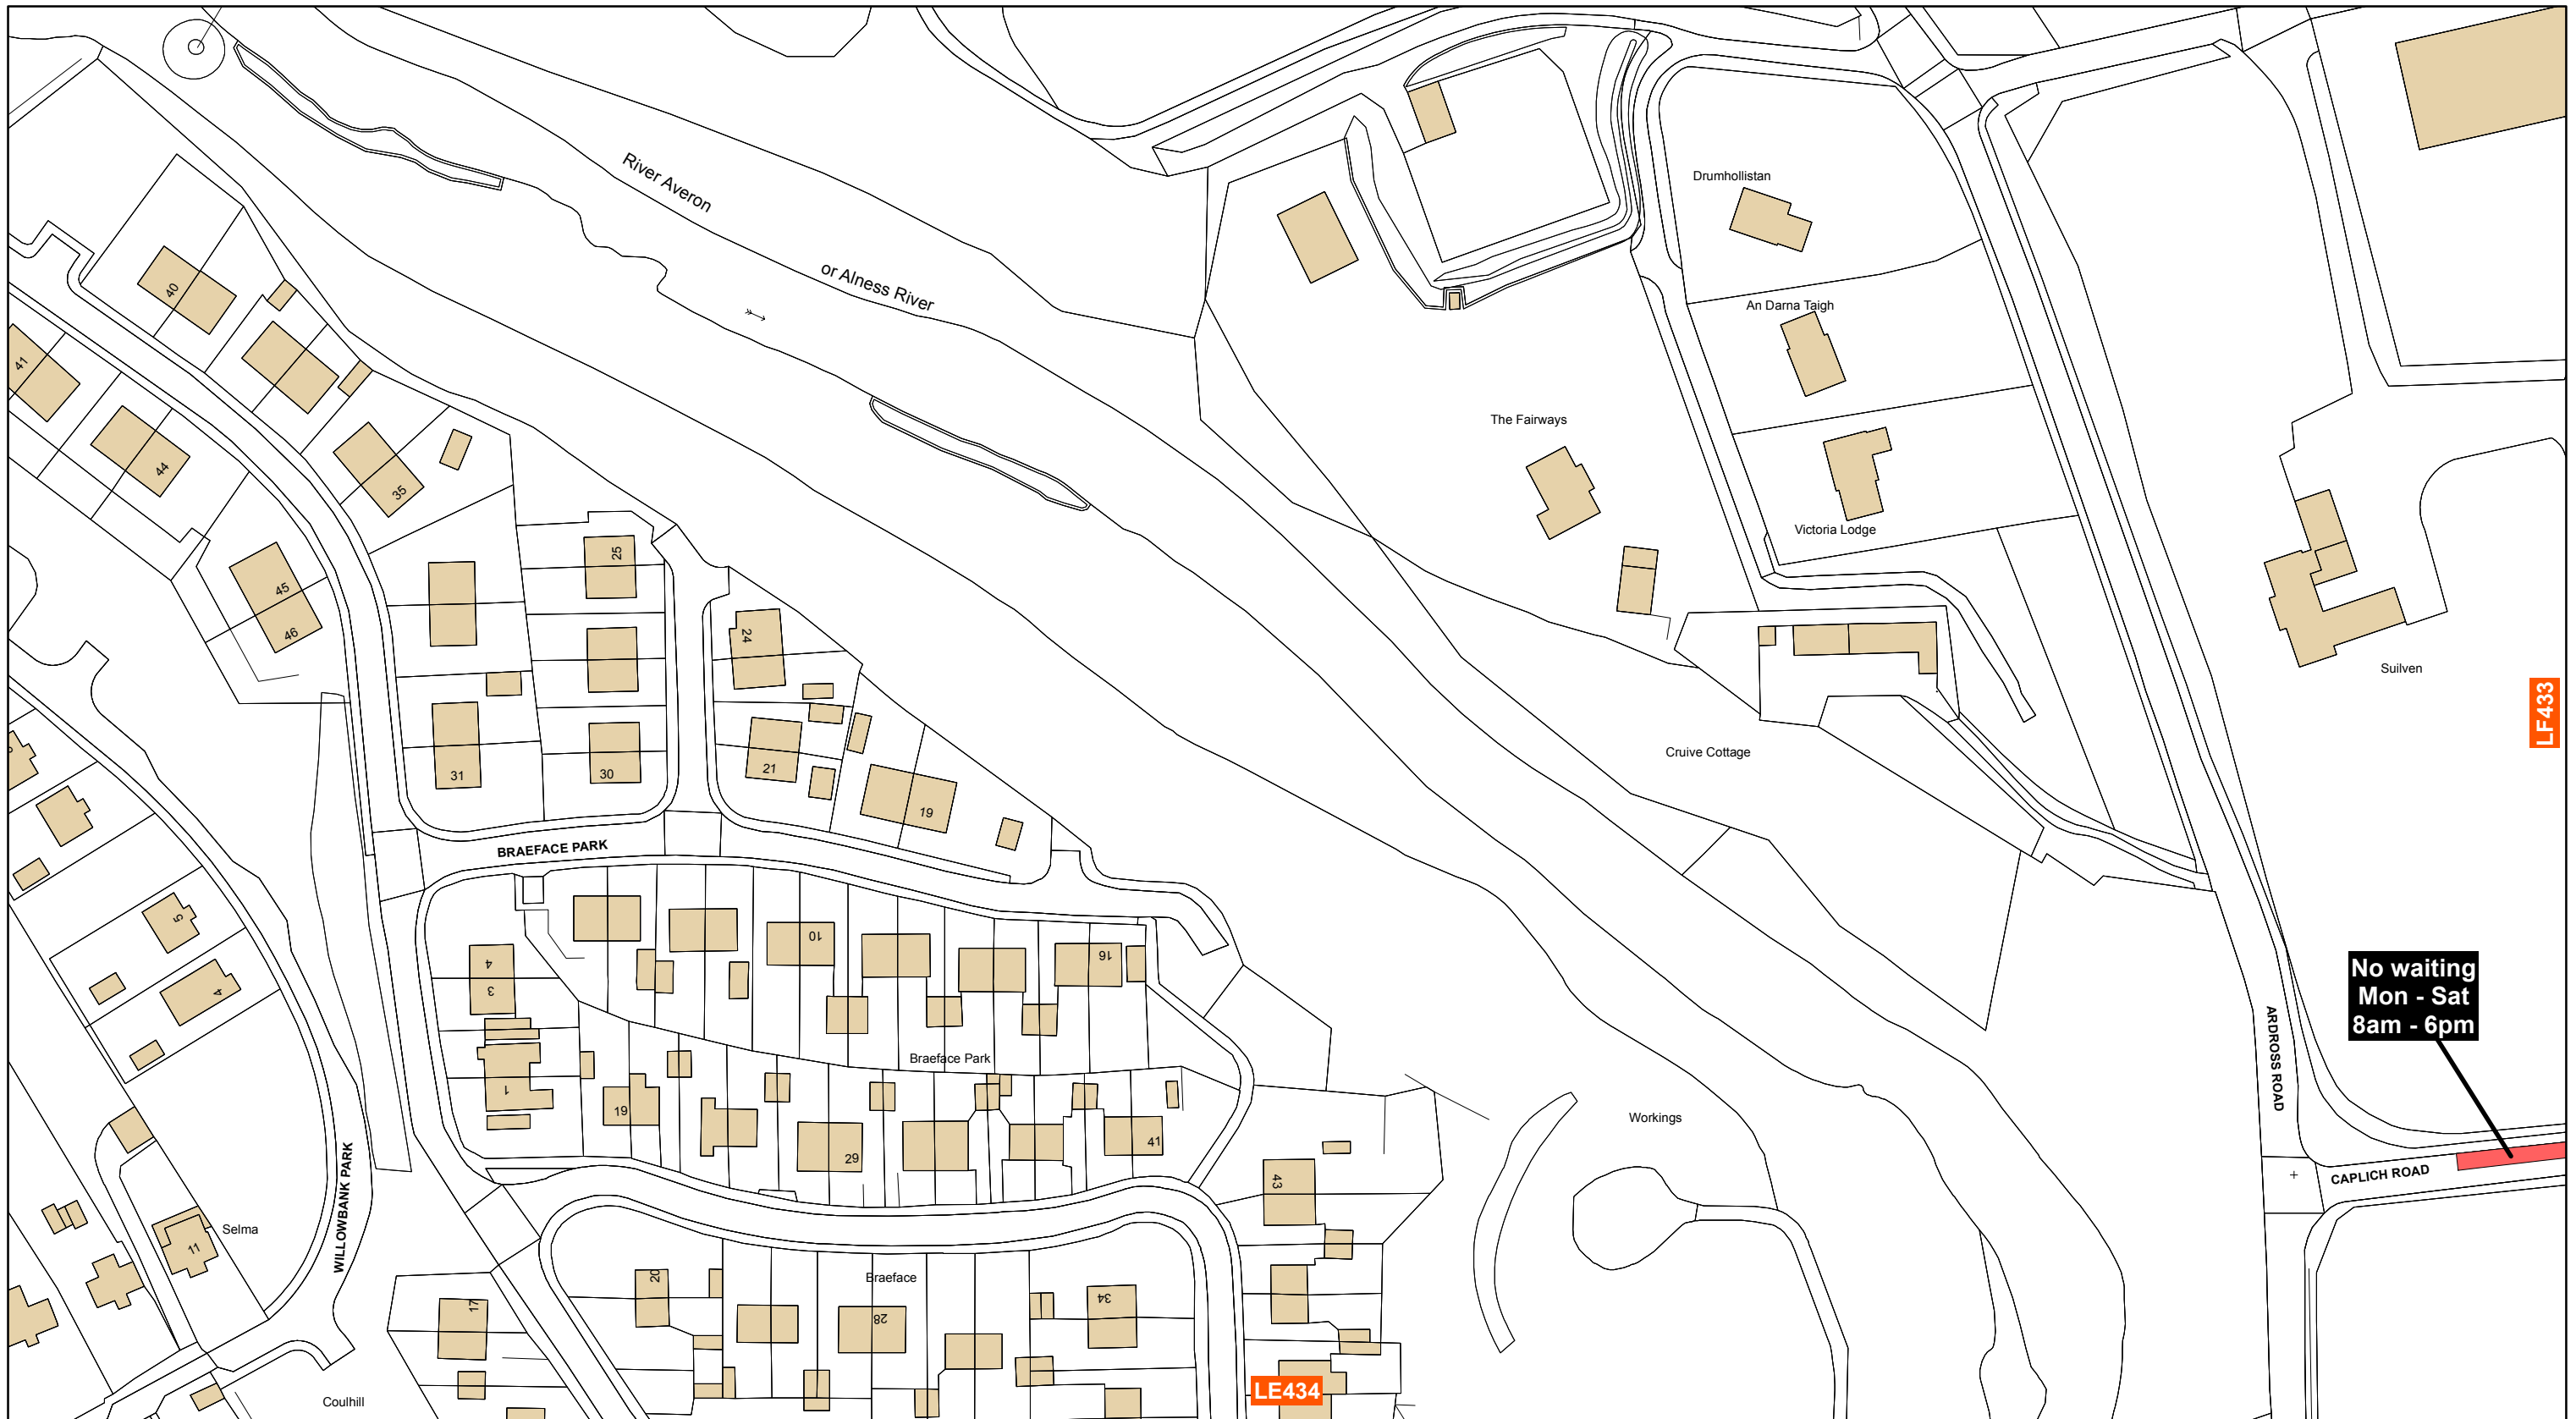 River Averon
or Alness River
Drumhollistan
An Darna Taigh
The Fairways
Victoria Lodge
Suilven
LF433
Cruive Cottage
40
41
44
35
45
46
25
24
31
30
21
19
BRAEFACE PARK
5
4
4
3
1
10
16
Braeface Park
19
29
41
43
Workings
No waiting
Mon - Sat
8am - 6pm
ARDROSS ROAD
CAPLICH ROAD
WILLOWBANK PARK
Selma
11
17
20
Braeface
28
34
LE434
Coulhill